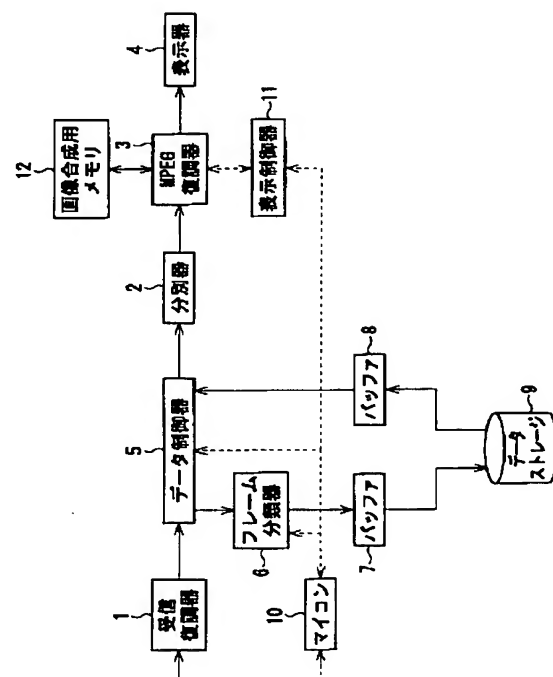 12
画像合成用
メモリ
4
表示器
3
MPEG
復調器
11
表示制御器
2
分別器
5
データ制御器
8
バッファ
1
受信
復調器
フレーム
分類器
6
7
バッファ
9
データ
ストレージ
10
マイコン